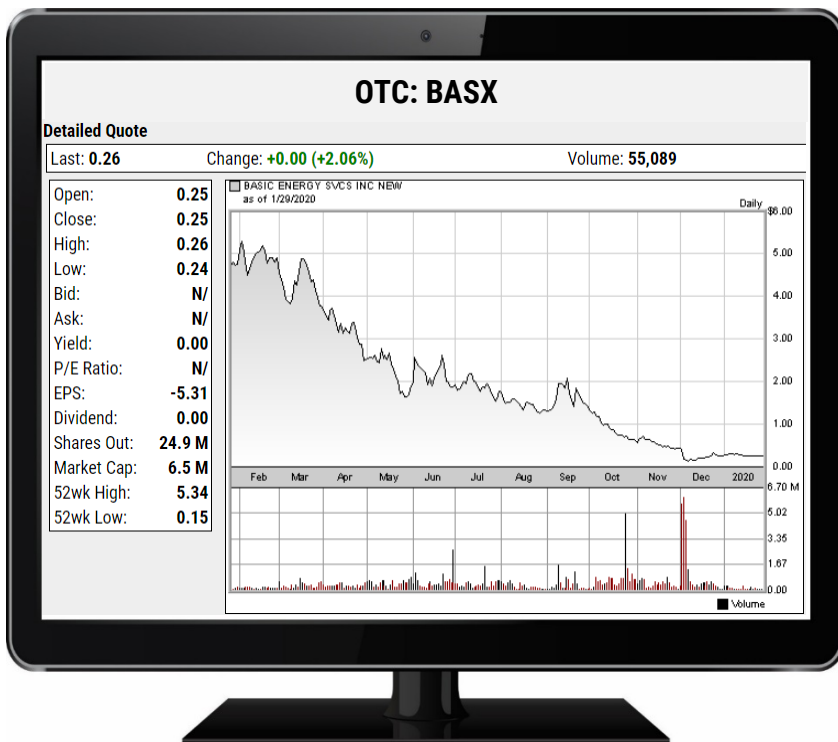 OTC: BASX
Detailed Quote
Last: 0.26 Change: +0.00 (+2.06%) Volume: 55,089
Open: 0.25
Close: 0.25
High: 0.26
Low: 0.24
Bid: N/
Ask: N/
Yield: 0.00
P/E Ratio: N/
EPS: -5.31
Dividend: 0.00
Shares Out: 24.9 M
Market Cap: 6.5 M
52wk High: 5.34
52wk Low: 0.15
BASIC ENERGY SVCS INC NEW
as of 1/29/2020
Daily
$6.00
5.00
4.00
3.00
2.00
1.00
0.00
Feb Mar Apr May Jun Jul Aug Sep Oct Nov Dec 2020
6.70 M
5.02
3.35
1.67
0.00
Volume